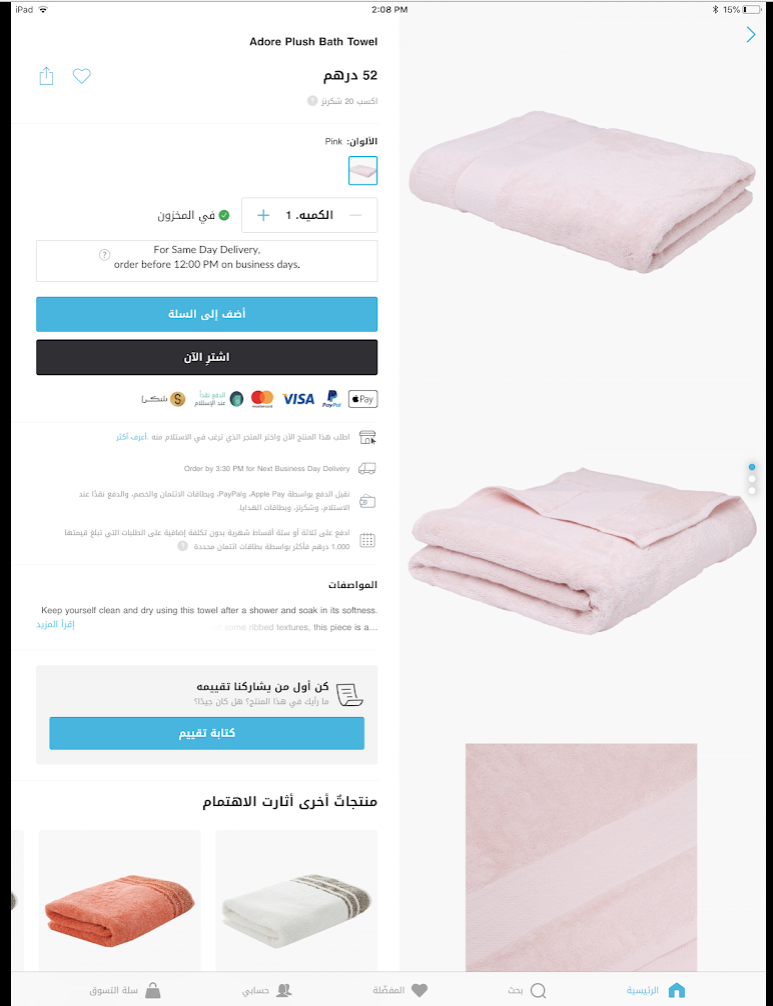 iPad
2:08 PM
15%
Adore Plush Bath Towel
52 درهم
اكسب 20 شكرنز
الألوان: Pink
الكميه. 1
في المخزون
For Same Day Delivery,
order before 12:00 PM on business days.
أضف إلى السلة
اشترِ الآن
Pay
PayPal
VISA
mastercard
الدفع نقداً
عند الإستلام
شكرًا
اطلب هذا المنتج الآن واختر المتجر الذي ترغب في الاستلام منه .أعرف أكثر
Order by 3:30 PM for Next Business Day Delivery
نقبل الدفع بواسطة Apple Pay، وPayPal، وبطاقات الائتمان والخصم، والدفع نقدًا عند
الاستلام، وشكرنز، وبطاقات الهدايا.
ادفع على ثلاثة أو ستة أقساط شهرية بدون تكلفة إضافية على الطلبات التي تبلغ قيمتها
1,000 درهم فأكثر بواسطة بطاقات ائتمان محددة
المواصفات
Keep yourself clean and dry using this towel after a shower and soak in its softness.
some ribbed textures, this piece is a...
إقرأ المزيد
كن أول من يشاركنا تقييمه
ما رأيك في هذا المنتج؟ هل كان جيدًا؟
كتابة تقييم
منتجاتٌ أخرى أثارت الاهتمام
الرئيسية
بحث
المفضّلة
حسابي
سلة التسوق